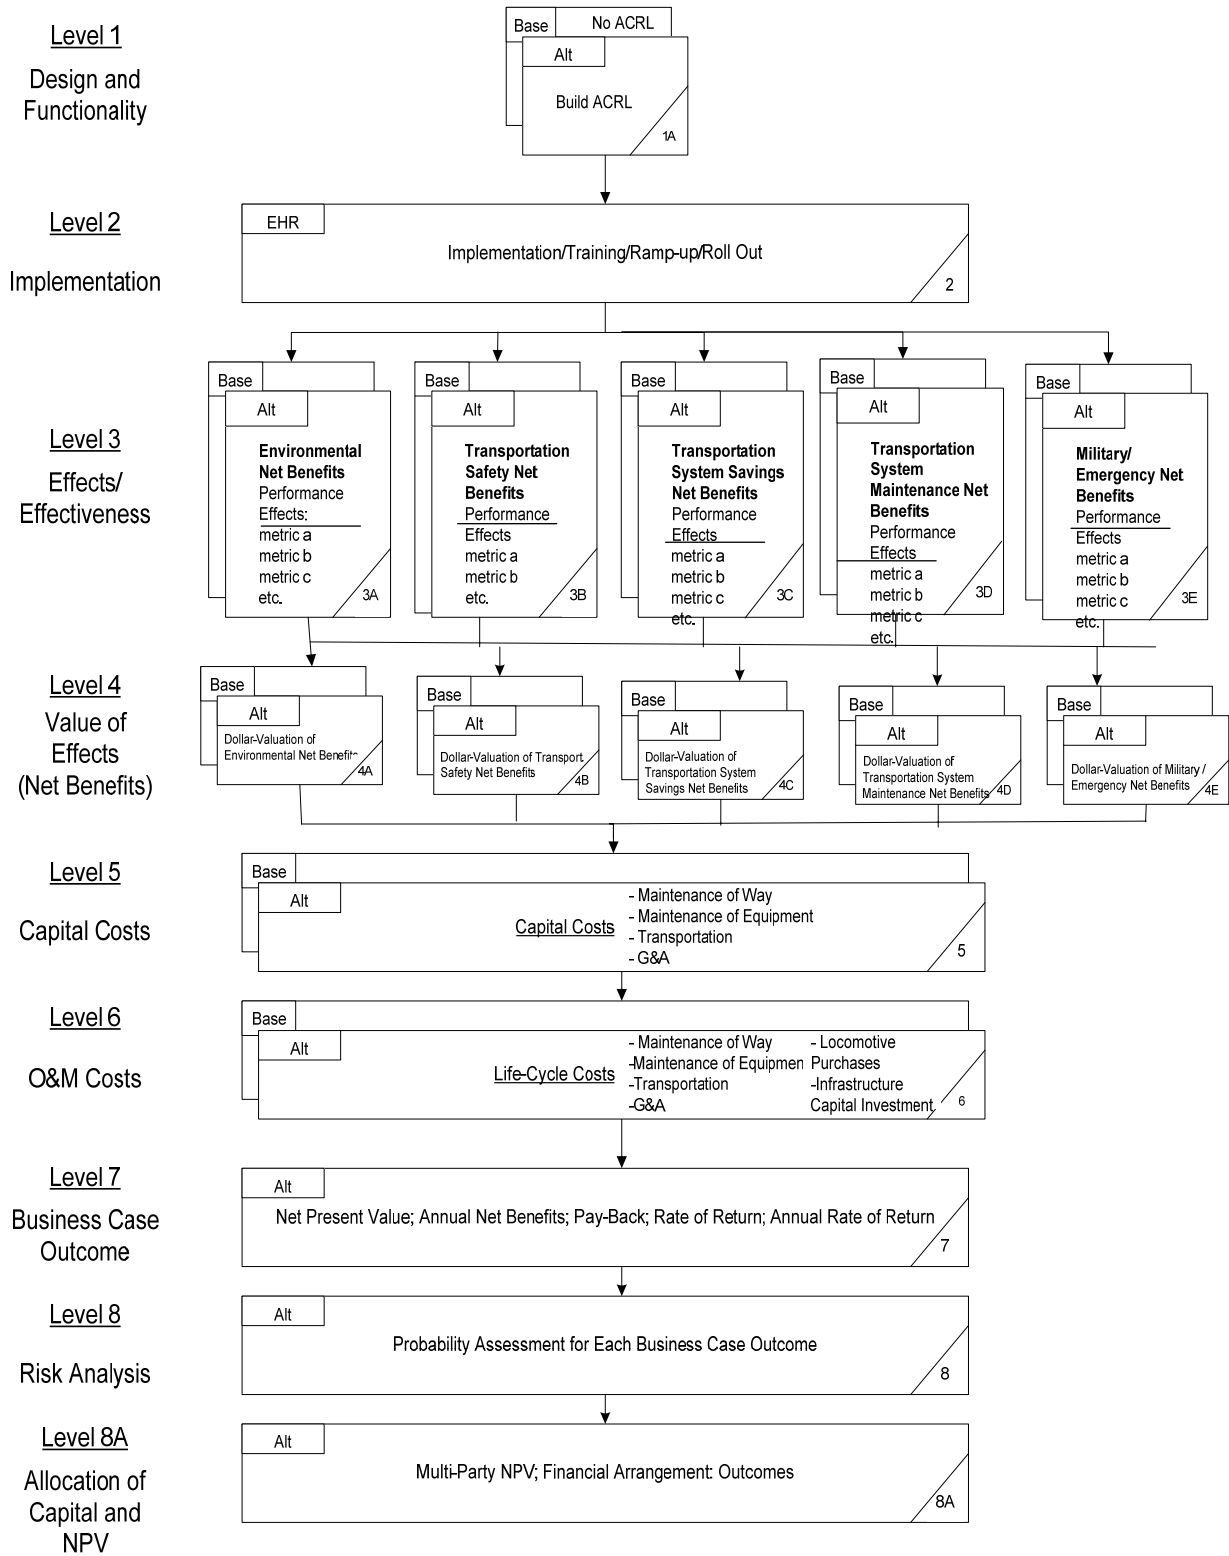 Level 1
Design and
Functionality
Base
No ACRL
Alt
Build ACRL
1A
Level 2
Implementation
EHR
Implementation/Training/Ramp-up/Roll Out
2
Level 3
Effects/
Effectiveness
Base
Alt
Environmental
Net Benefits
Performance
Effects:
metric a
metric b
metric c
etc.
3A
Base
Alt
Transportation
Safety Net
Benefits
Performance
Effects
metric a
metric b
etc.
3B
Base
Alt
Transportation
System Savings
Net Benefits
Performance
Effects
metric a
metric b
metric c
etc.
3C
Base
Alt
Transportation
System
Maintenance Net
Benefits
Performance
Effects
metric a
metric b
metric c
etc.
3D
Base
Alt
Military/
Emergency Net
Benefits
Performance
Effects
metric a
metric b
metric c
etc.
3E
Level 4
Value of
Effects
(Net Benefits)
Base
Alt
Dollar-Valuation of
Environmental Net Benefits
4A
Base
Alt
Dollar-Valuation of Transport
Safety Net Benefits
4B
Base
Alt
Dollar-Valuation of
Transportation System
Savings Net Benefits
4C
Base
Alt
Dollar-Valuation of
Transportation System
Maintenance Net Benefits
4D
Base
Alt
Dollar-Valuation of Military /
Emergency Net Benefits
4E
Level 5
Capital Costs
Base
Alt
Capital Costs
- Maintenance of Way
- Maintenance of Equipment
- Transportation
- G&A
5
Level 6
O&M Costs
Base
Alt
Life-Cycle Costs
- Maintenance of Way
-Maintenance of Equipmen
-Transportation
-G&A
- Locomotive
Purchases
-Infrastructure
Capital Investment
6
Level 7
Business Case
Outcome
Alt
Net Present Value; Annual Net Benefits; Pay-Back; Rate of Return; Annual Rate of Return
7
Level 8
Risk Analysis
Alt
Probability Assessment for Each Business Case Outcome
8
Level 8A
Allocation of
Capital and
NPV
Alt
Multi-Party NPV; Financial Arrangement: Outcomes
8A